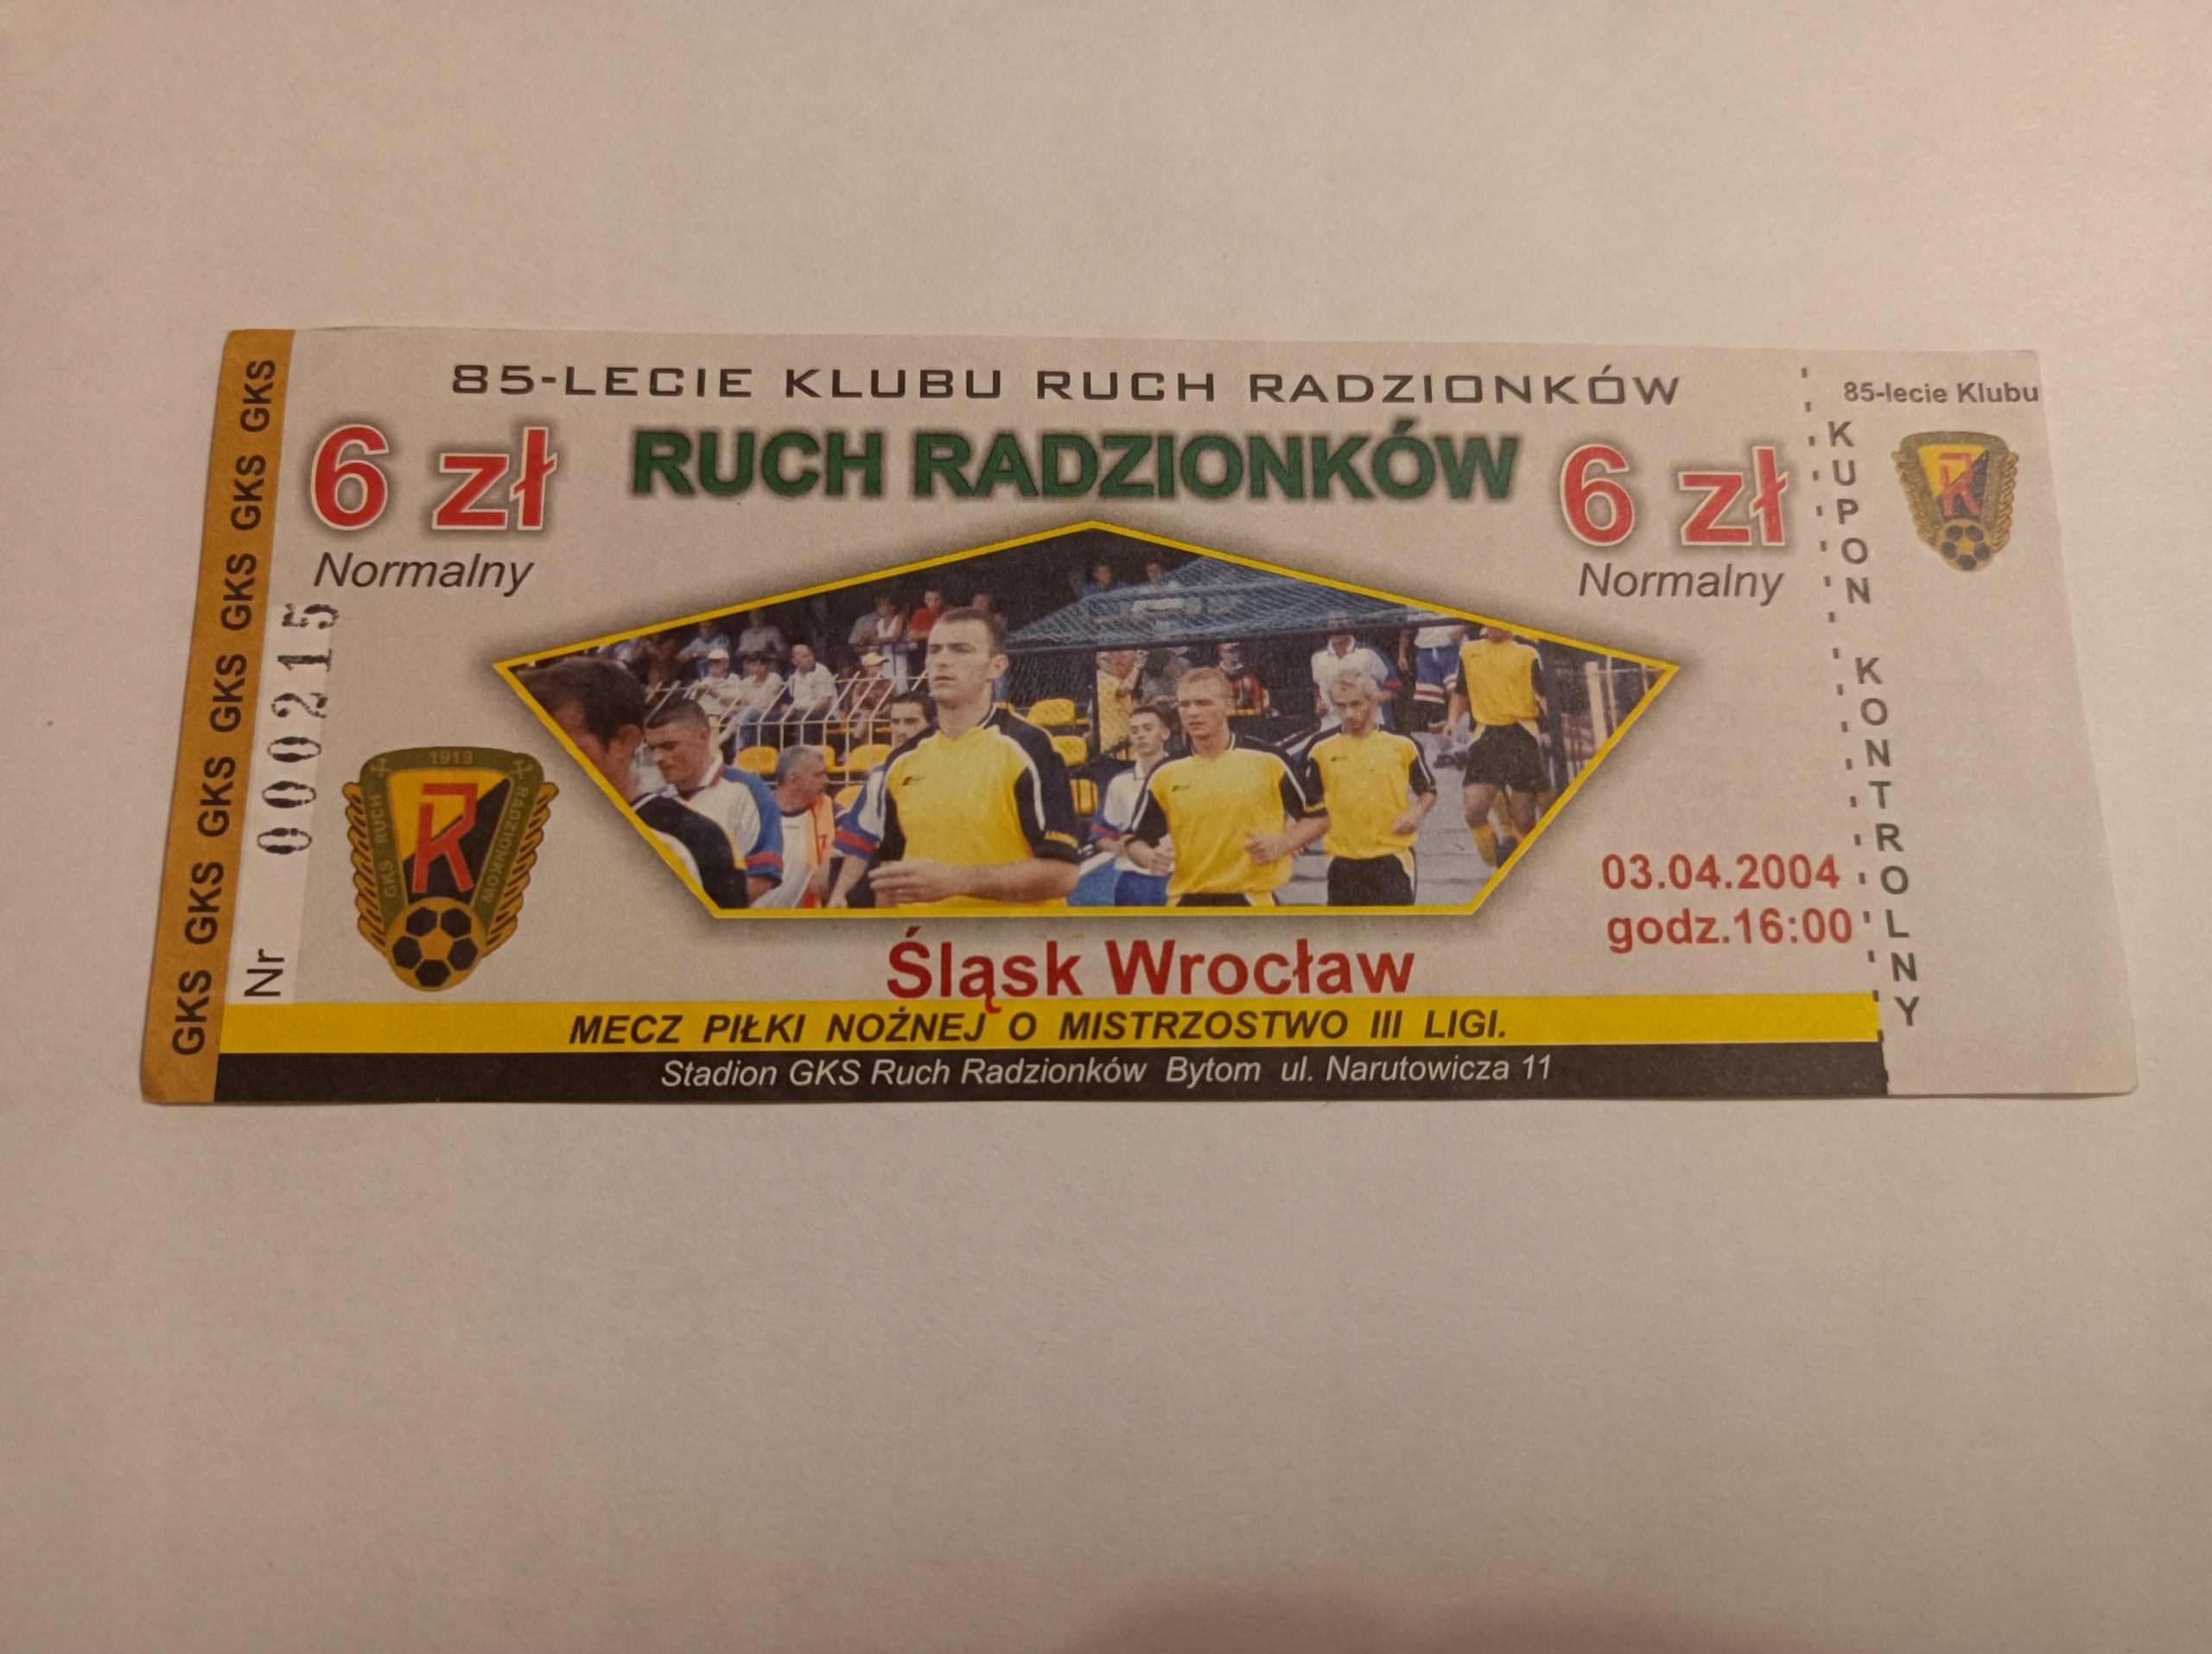 85-LECIE KLUBU RUCH RADZIONKÓW
RUCH RADZIONKÓW
6 zł
Normalny
6 zł
Normalny
GKS GKS GKS GKS GKS GKS GKS
Nr 000215
1919
GKS RUCH RADZIONKÓW
R
03.04.2004
godz.16:00
Śląsk Wrocław
MECZ PIŁKI NOŻNEJ O MISTRZOSTWO III LIGI.
Stadion GKS Ruch Radzionków Bytom ul. Narutowicza 11
KUPON KONTROLNY
85-lecie Klubu
R